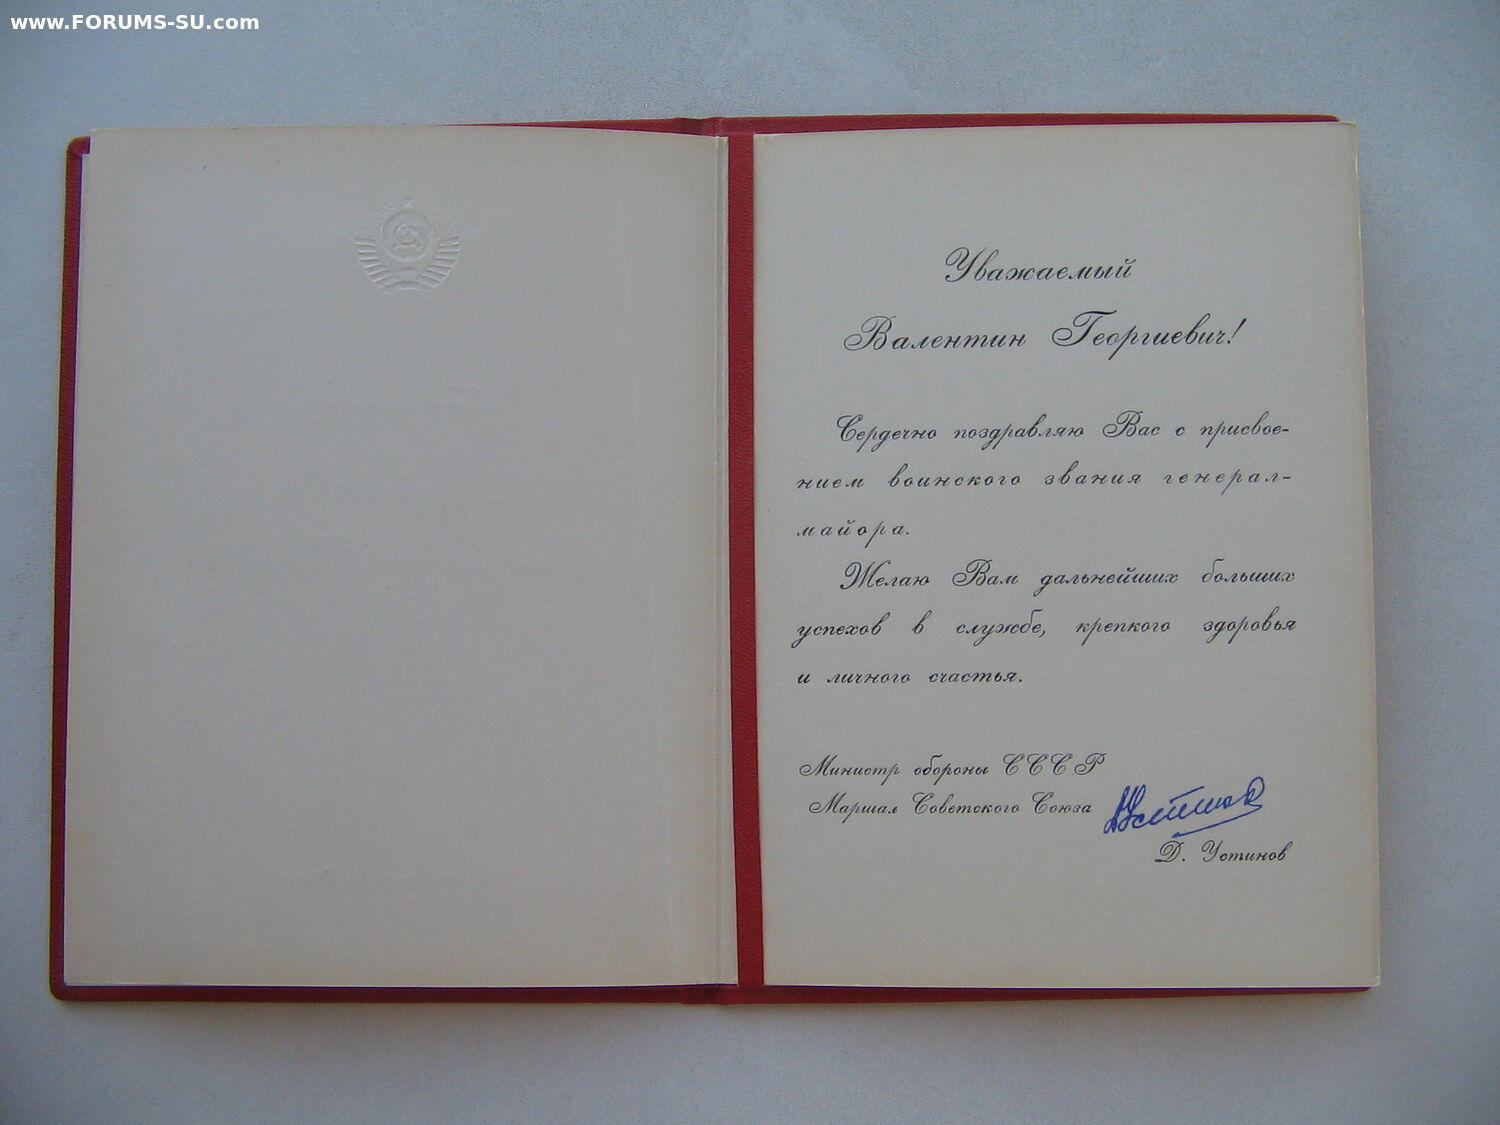 www.FORUMS-SU.com
Уважаемый
Валентин Георгиевич!
Сердечно поздравляю Вас с присвое-
нием воинского звания генерал-
майора.
Желаю Вам дальнейших больших
успехов в службе, крепкого здоровья
и личного счастья.
Министр обороны СССР
Маршал Советского Союза
Д. Устинов